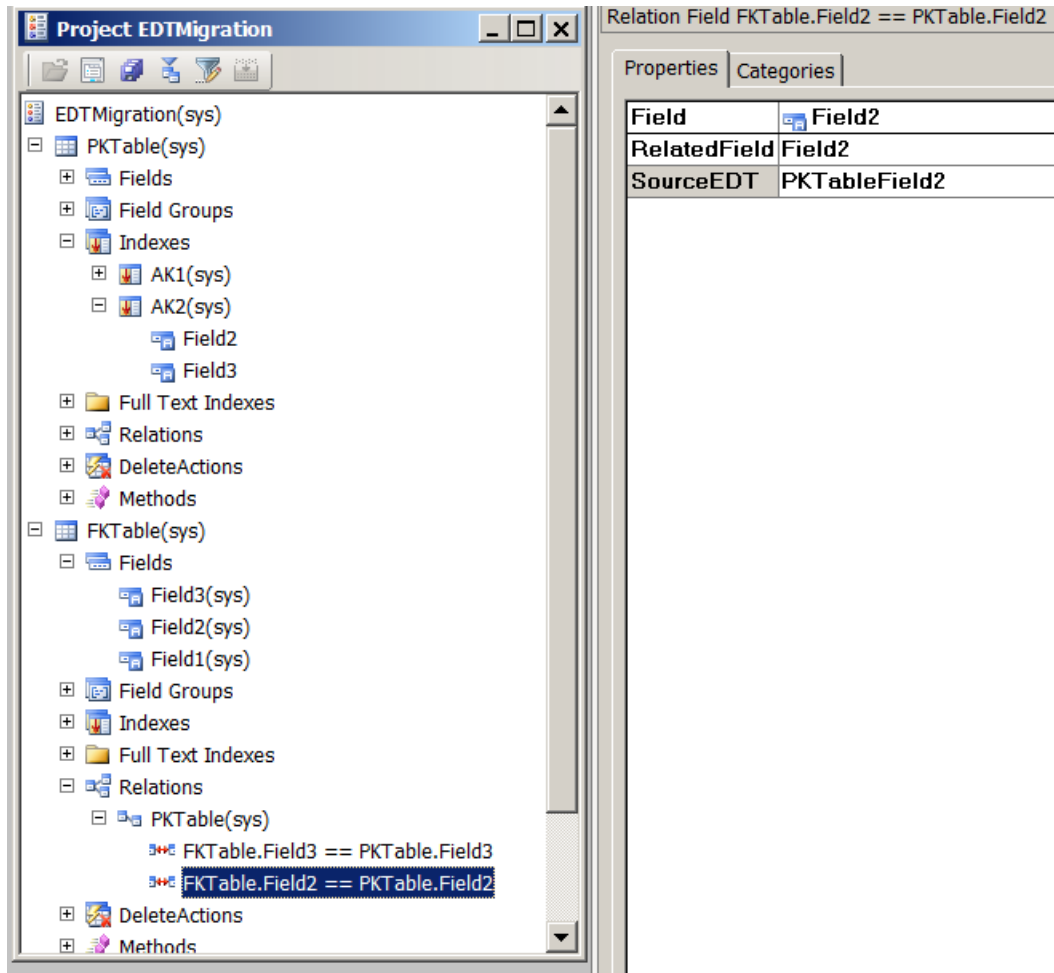 Project EDTMigration
EDTMigration(sys)
PKTable(sys)
Fields
Field Groups
Indexes
AK1(sys)
AK2(sys)
Field2
Field3
Full Text Indexes
Relations
DeleteActions
Methods
FKTable(sys)
Fields
Field3(sys)
Field2(sys)
Field1(sys)
Field Groups
Indexes
Full Text Indexes
Relations
PKTable(sys)
FKTable.Field3 == PKTable.Field3
FKTable.Field2 == PKTable.Field2
DeleteActions
Methods
Relation Field FKTable.Field2 == PKTable.Field2
Properties Categories
Field Field2
RelatedField Field2
SourceEDT PKTableField2